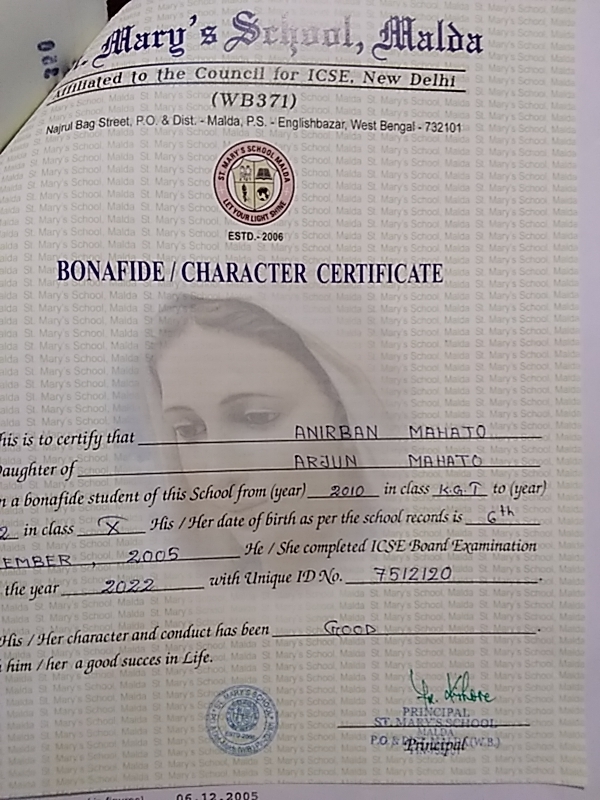 320
Mary's School, Malda
Affiliated to the Council for ICSE, New Delhi
(WB371)
Najrul Bag Street, P.O. & Dist. - Malda, P.S. - Englishbazar, West Bengal - 732101
ST. MARY'S SCHOOL MALDA
LET YOUR LIGHT SHINE
ESTD.- 2006
BONAFIDE / CHARACTER CERTIFICATE
his is to certify that ANIRBAN MAHATO
Daughter of ARJUN MAHATO
n a bonafide student of this School from (year) 2010 in class K.G.I to (year)
2 in class X His / Her date of birth as per the school records is 6th
EMBER, 2005 He / She completed ICSE Board Examination
the year 2022 with Unique ID No. 7512120.
His / Her character and conduct has been GOOD.
him / her a good succes in Life.
PRINCIPAL
ST. MARY'S SCHOOL
MALDA
Principal
06.12.2005